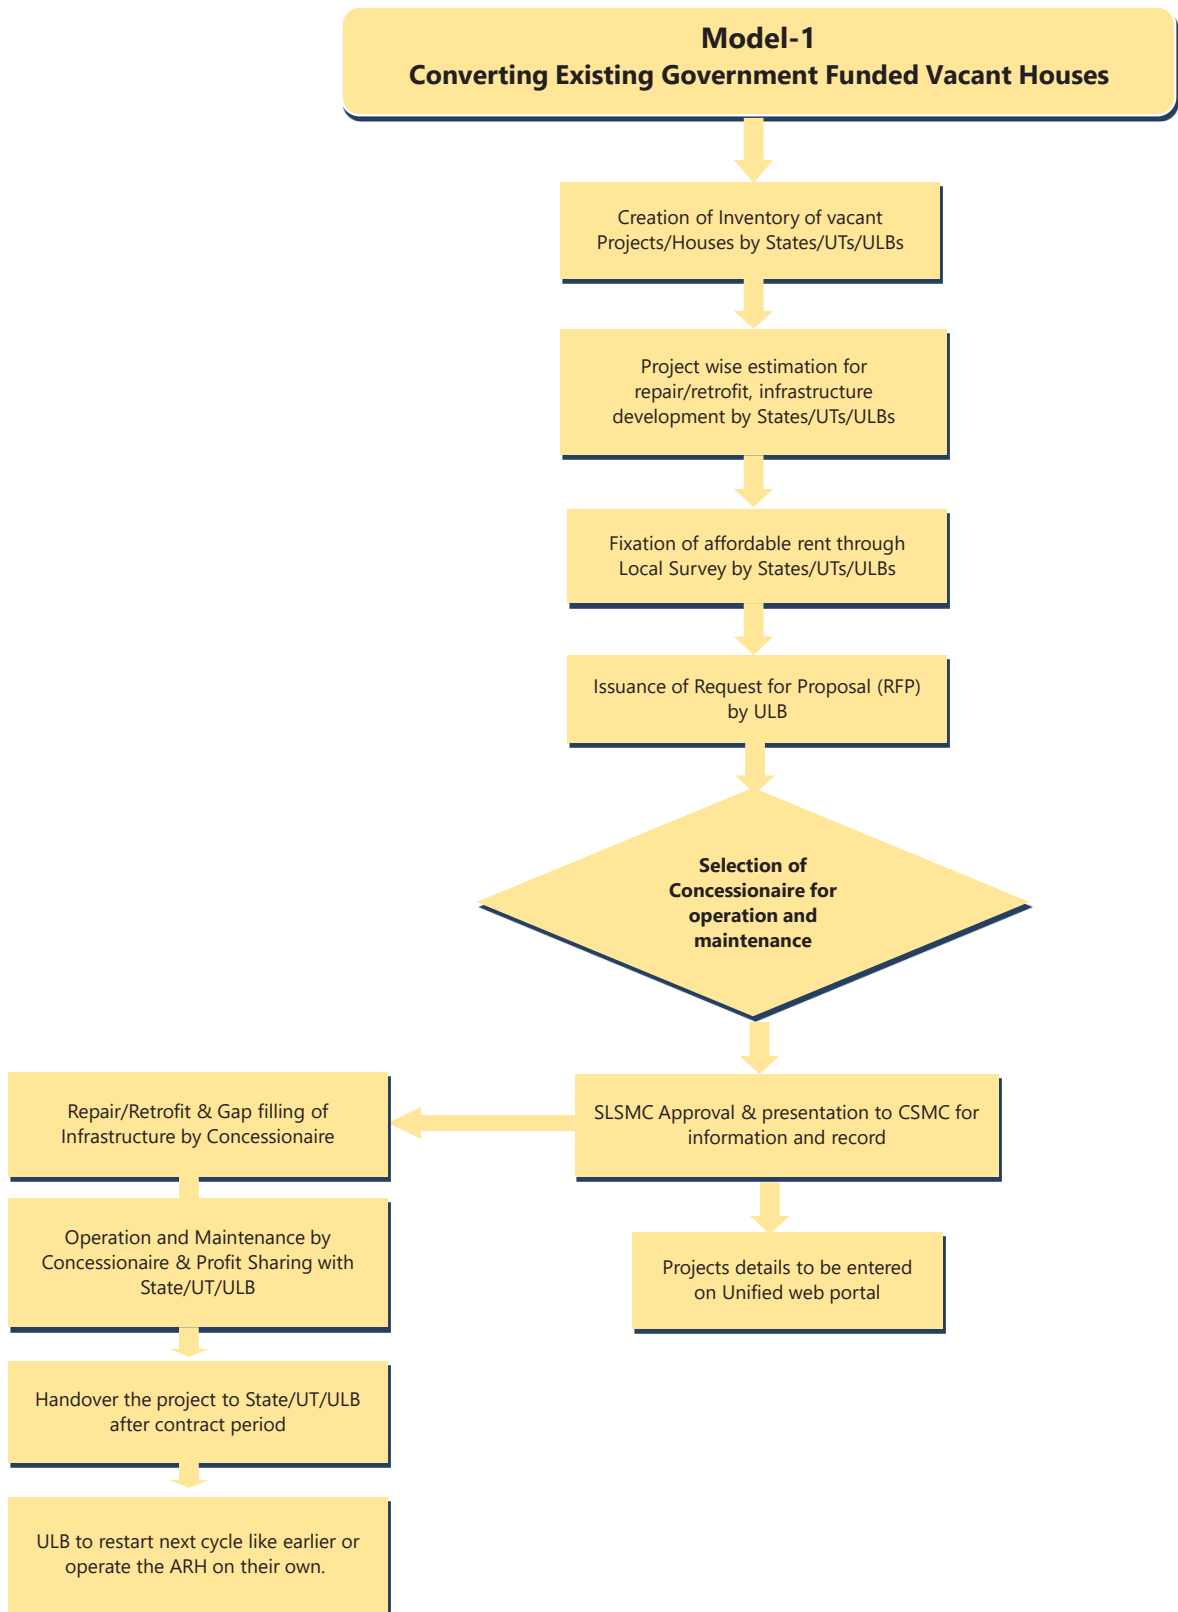 Model-1
Converting Existing Government Funded Vacant Houses
Creation of Inventory of vacant
Projects/Houses by States/UTs/ULBs
Project wise estimation for
repair/retrofit, infrastructure
development by States/UTs/ULBs
Fixation of affordable rent through
Local Survey by States/UTs/ULBs
Issuance of Request for Proposal (RFP)
by ULB
Selection of
Concessionaire for
operation and
maintenance
SLSMC Approval & presentation to CSMC for
information and record
Projects details to be entered
on Unified web portal
Repair/Retrofit & Gap filling of
Infrastructure by Concessionaire
Operation and Maintenance by
Concessionaire & Profit Sharing with
State/UT/ULB
Handover the project to State/UT/ULB
after contract period
ULB to restart next cycle like earlier or
operate the ARH on their own.